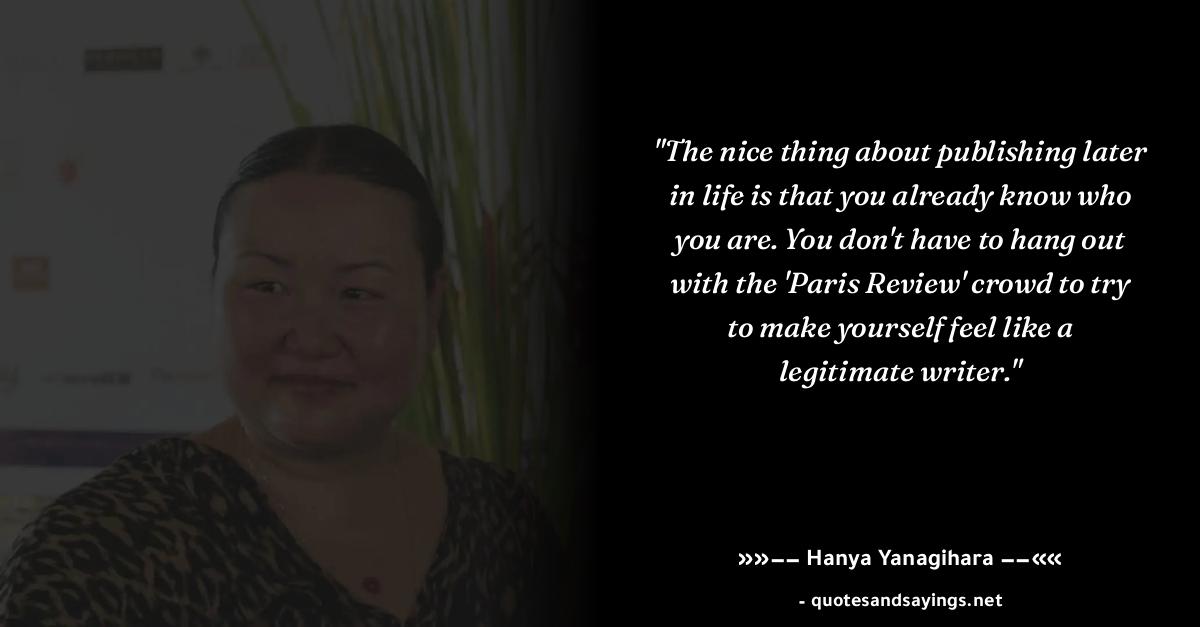 "The nice thing about publishing later
in life is that you already know who
you are. You don't have to hang out
with the 'Paris Review' crowd to try
to make yourself feel like a
legitimate writer."
»»–– Hanya Yanagihara ––««
- quotesandsayings.net